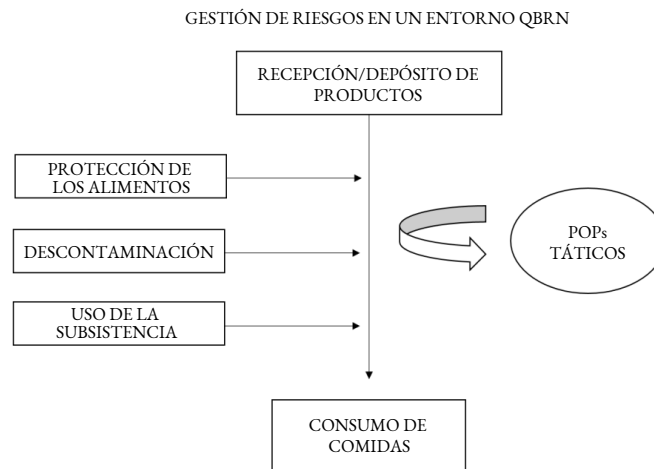 GESTIÓN DE RIESGOS EN UN ENTORNO QBRN
RECEPCIÓN/DEPÓSITO DE
PRODUCTOS
PROTECCIÓN DE
LOS ALIMENTOS
DESCONTAMINACIÓN
POPs
TÁTICOS
USO DE LA
SUBSISTENCIA
CONSUMO DE
COMIDAS